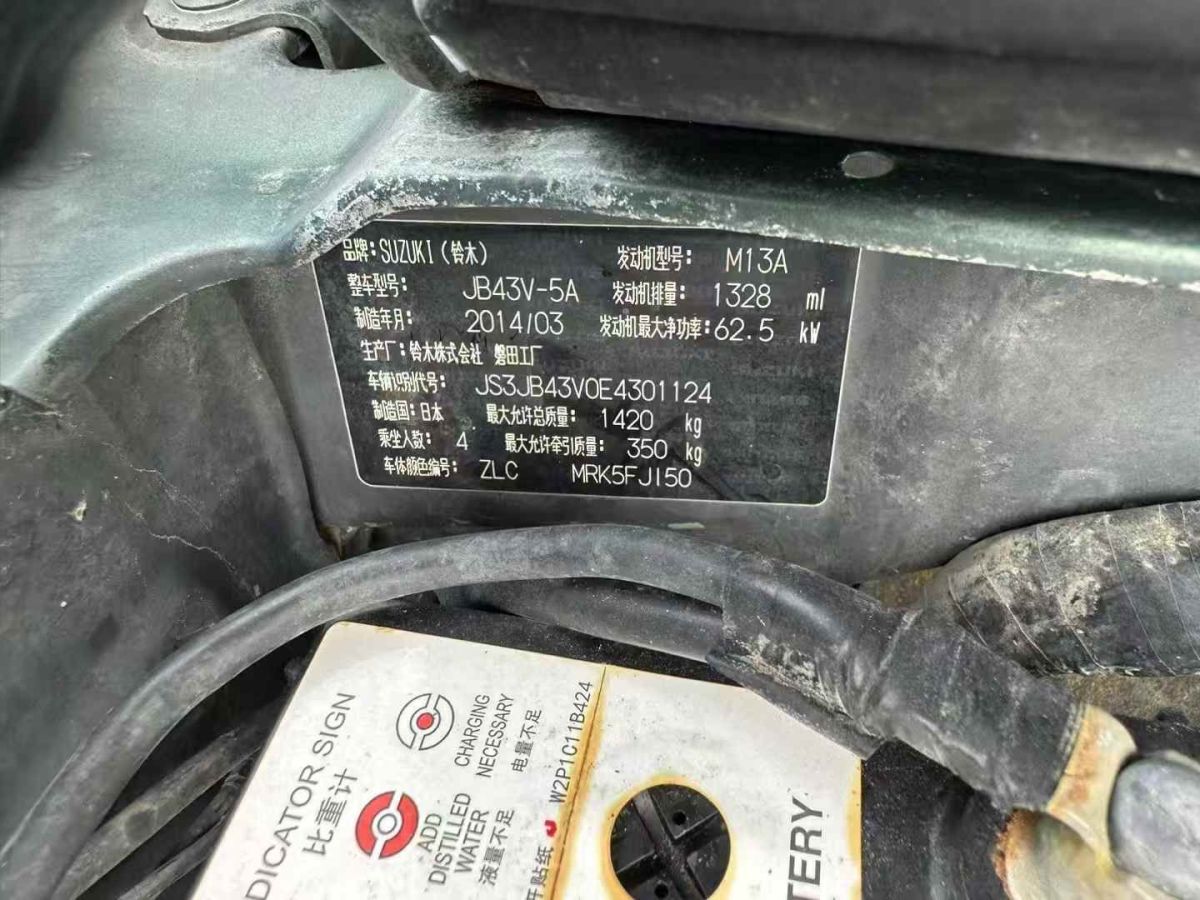 品牌:SUZUKI(铃木) 发动机型号: M13A
整车型号: JB43V-5A 发动机排量: 1328 ml
制造年月: 2014/03 发动机最大净功率: 62.5 kW
生产厂:铃木株式会社 磐田工厂
车辆识别代号: JS3JB43V0E4301124
制造国:日本 最大允许总质量: 1420 kg
乘坐人数: 4 最大允许牵引质量: 350 kg
车体颜色编号: ZLC MRK5FJ150
DICATOR SIGN
比重计
CHARGING
NECESSARY
电量不足
ADD
DISTILLED
WATER
液量不足
W2P1C11B424
开贴纸
TTERY